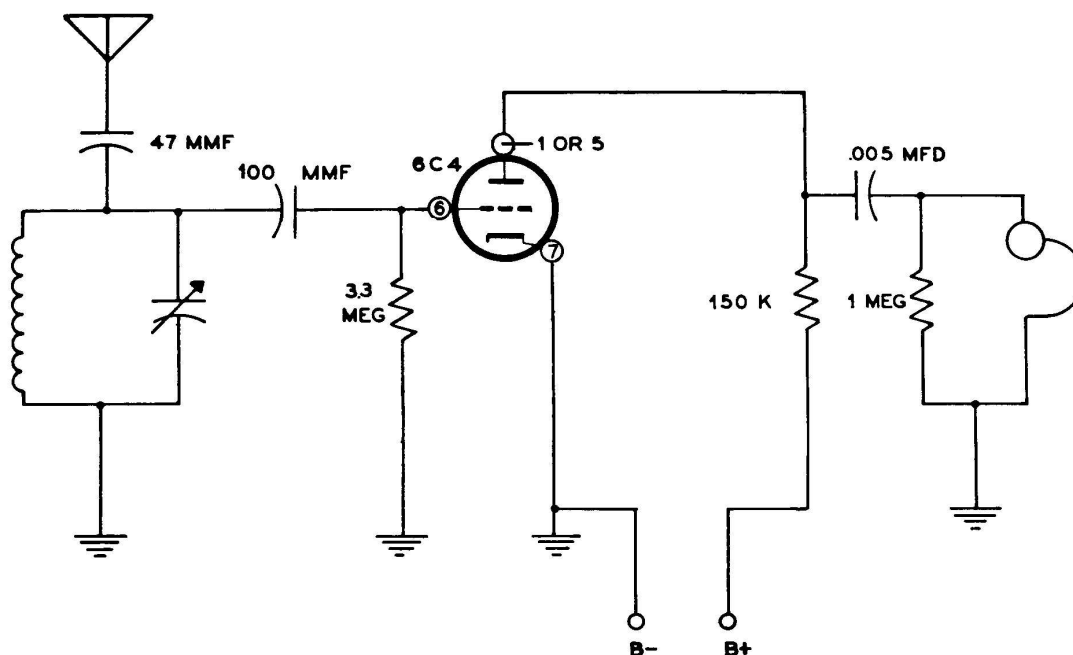 47 MMF
100 MMF
6C4
1 OR 5
6
7
3.3
MEG
.005 MFD
150 K
1 MEG
B-
B+